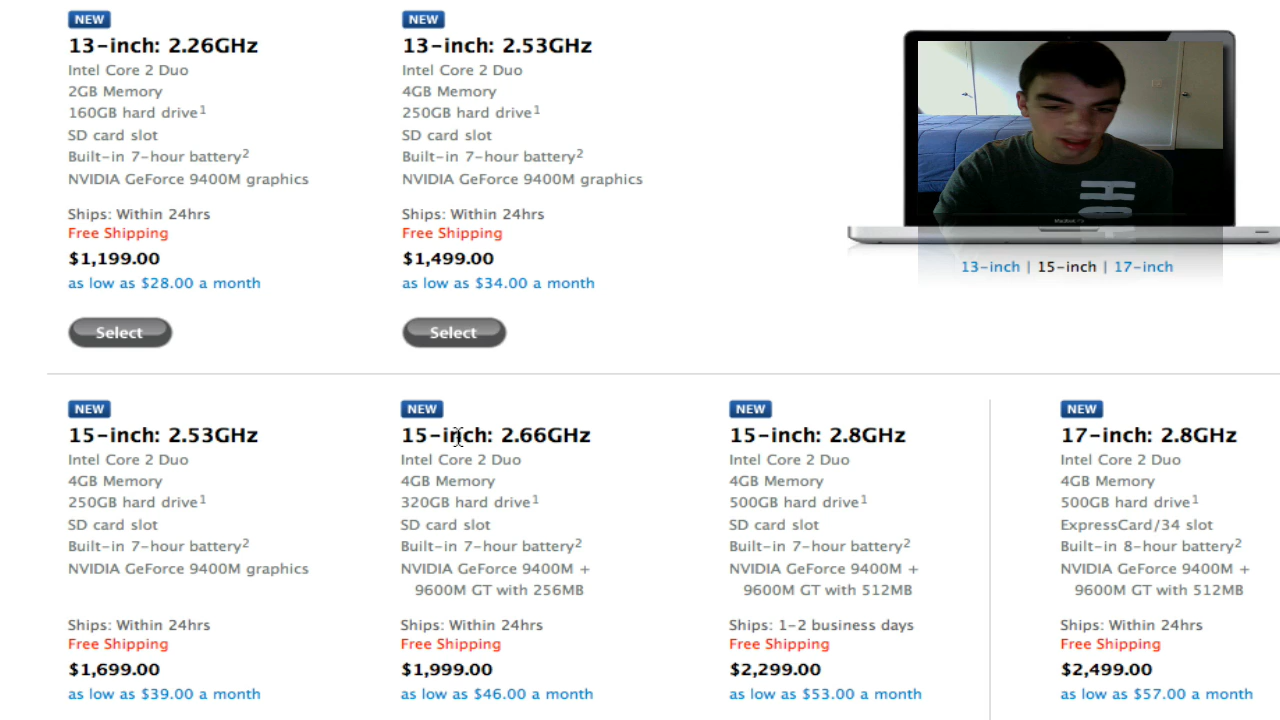 NEW
13-inch: 2.26GHz
Intel Core 2 Duo
2GB Memory
160GB hard drive1
SD card slot
Built-in 7-hour battery2
NVIDIA GeForce 9400M graphics
Ships: Within 24hrs
Free Shipping
$1,199.00
as low as $28.00 a month
Select
NEW
13-inch: 2.53GHz
Intel Core 2 Duo
4GB Memory
250GB hard drive1
SD card slot
Built-in 7-hour battery2
NVIDIA GeForce 9400M graphics
Ships: Within 24hrs
Free Shipping
$1,499.00
as low as $34.00 a month
Select
MacBook Pro
13-inch | 15-inch | 17-inch
NEW
15-inch: 2.53GHz
Intel Core 2 Duo
4GB Memory
250GB hard drive1
SD card slot
Built-in 7-hour battery2
NVIDIA GeForce 9400M graphics
Ships: Within 24hrs
Free Shipping
$1,699.00
as low as $39.00 a month
NEW
15-inch: 2.66GHz
Intel Core 2 Duo
4GB Memory
320GB hard drive1
SD card slot
Built-in 7-hour battery2
NVIDIA GeForce 9400M +
9600M GT with 256MB
Ships: Within 24hrs
Free Shipping
$1,999.00
as low as $46.00 a month
NEW
15-inch: 2.8GHz
Intel Core 2 Duo
4GB Memory
500GB hard drive1
SD card slot
Built-in 7-hour battery2
NVIDIA GeForce 9400M +
9600M GT with 512MB
Ships: 1-2 business days
Free Shipping
$2,299.00
as low as $53.00 a month
NEW
17-inch: 2.8GHz
Intel Core 2 Duo
4GB Memory
500GB hard drive1
ExpressCard/34 slot
Built-in 8-hour battery2
NVIDIA GeForce 9400M +
9600M GT with 512MB
Ships: Within 24hrs
Free Shipping
$2,499.00
as low as $57.00 a month